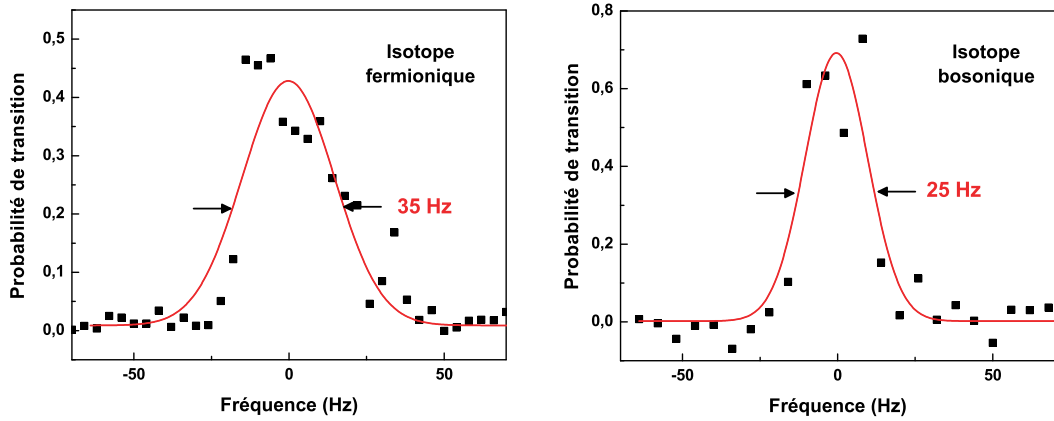 Probabilité de transition
0,5
0,4
0,3
0,2
0,1
0,0
-50
0
50
Fréquence (Hz)
Isotope
fermionique
35 Hz
Probabilité de transition
0,8
0,6
0,4
0,2
0,0
-50
0
50
Fréquence (Hz)
Isotope
bosonique
25 Hz